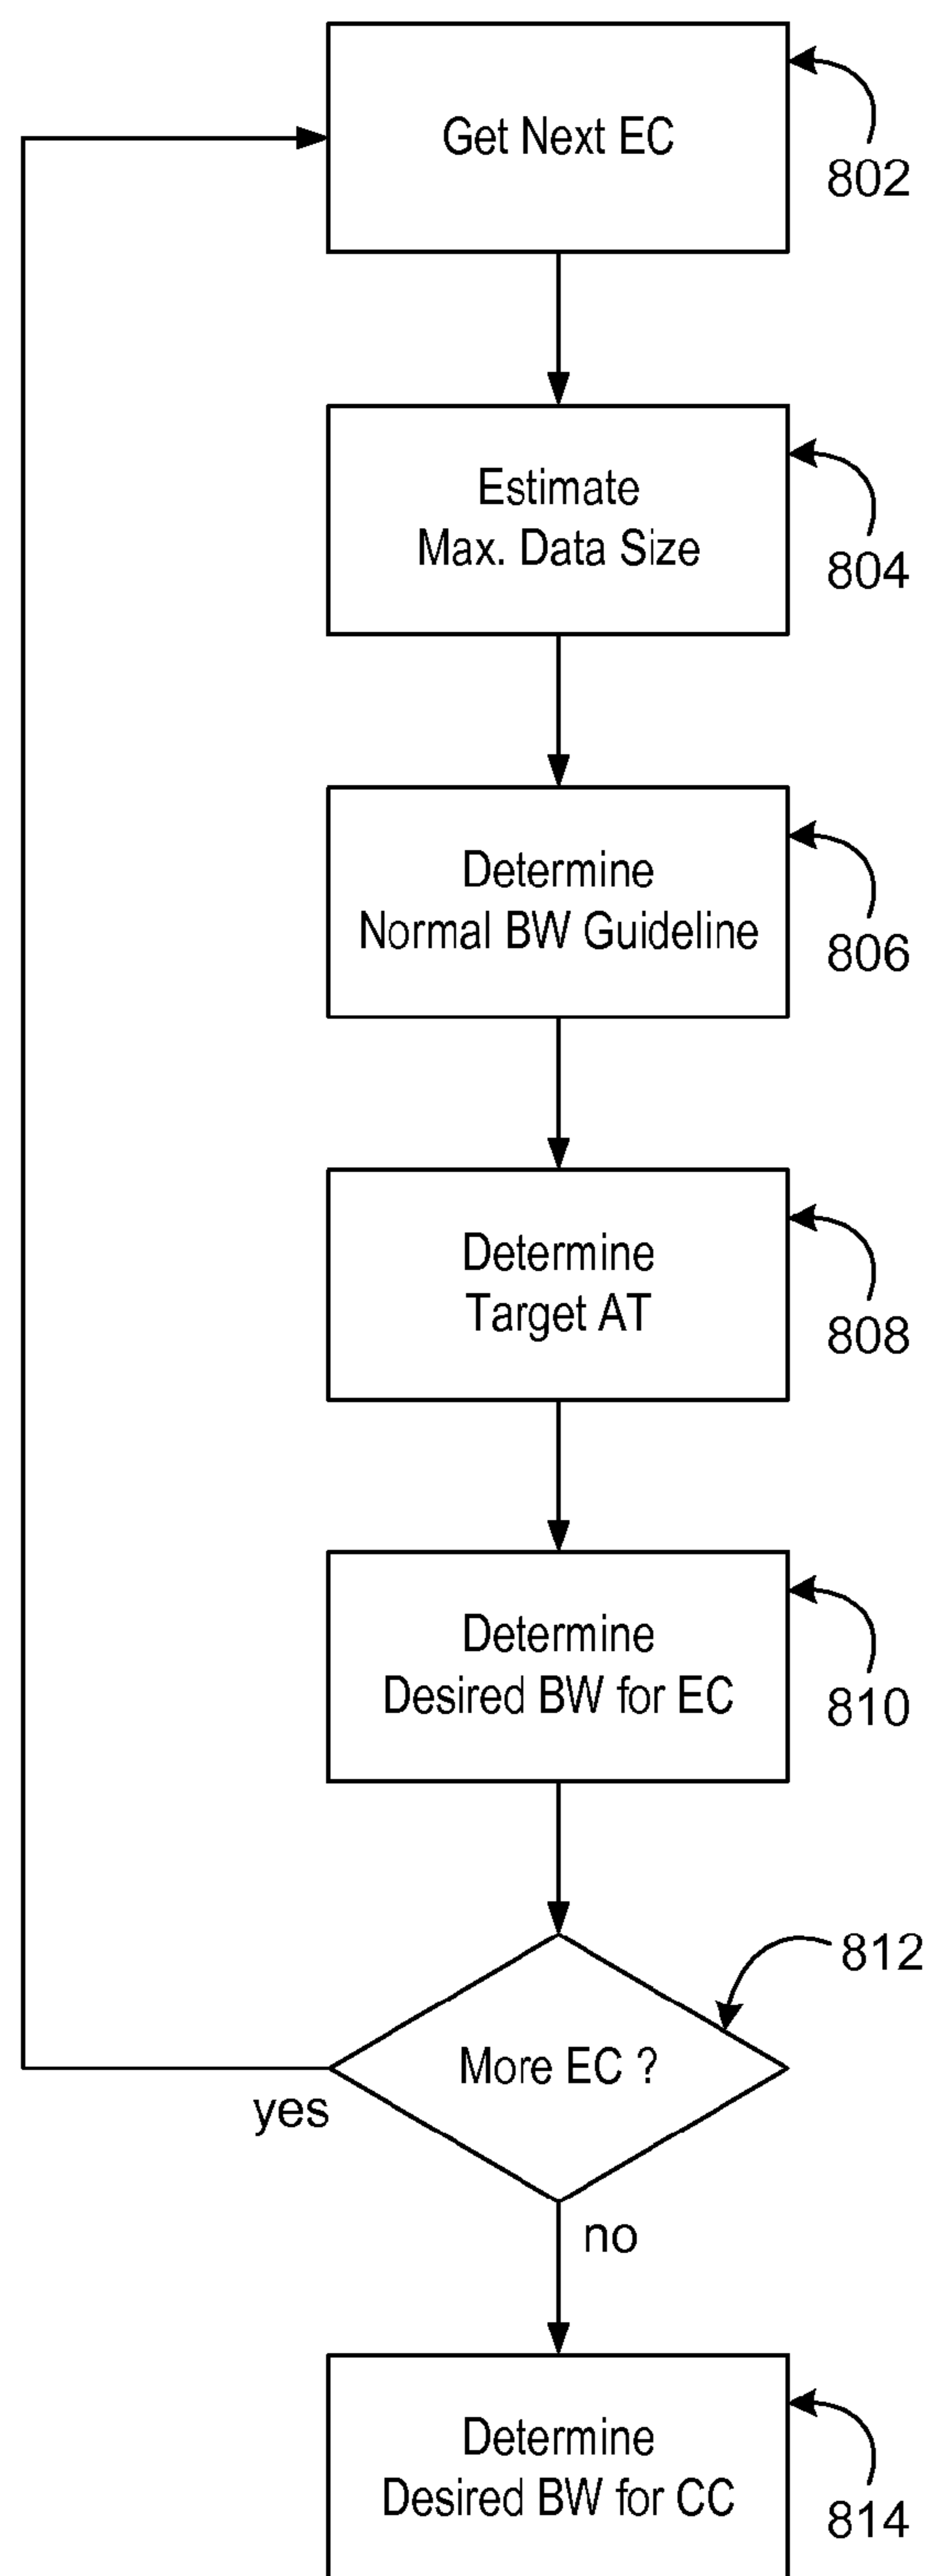 Get Next EC
802
Estimate
Max. Data Size
804
Determine
Normal BW Guideline
806
Determine
Target AT
808
Determine
Desired BW for EC
810
812
More EC ?
yes
no
Determine
Desired BW for CC
814